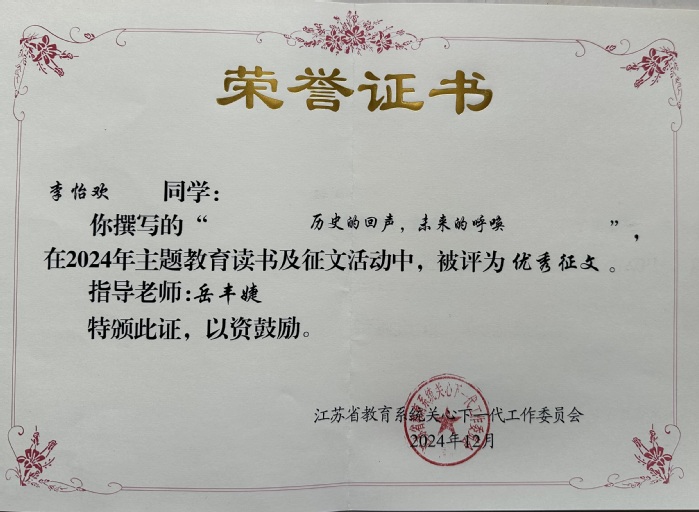 荣誉证书
李怡欢 同学：
你撰写的“ 历史的回声，未来的呼唤 ”，
在2024年主题教育读书及征文活动中，被评为 优秀征文 。
指导老师:岳丰婕
特颁此证，以资鼓励。
江苏省教育系统关心下一代工作委员会
2024年12月